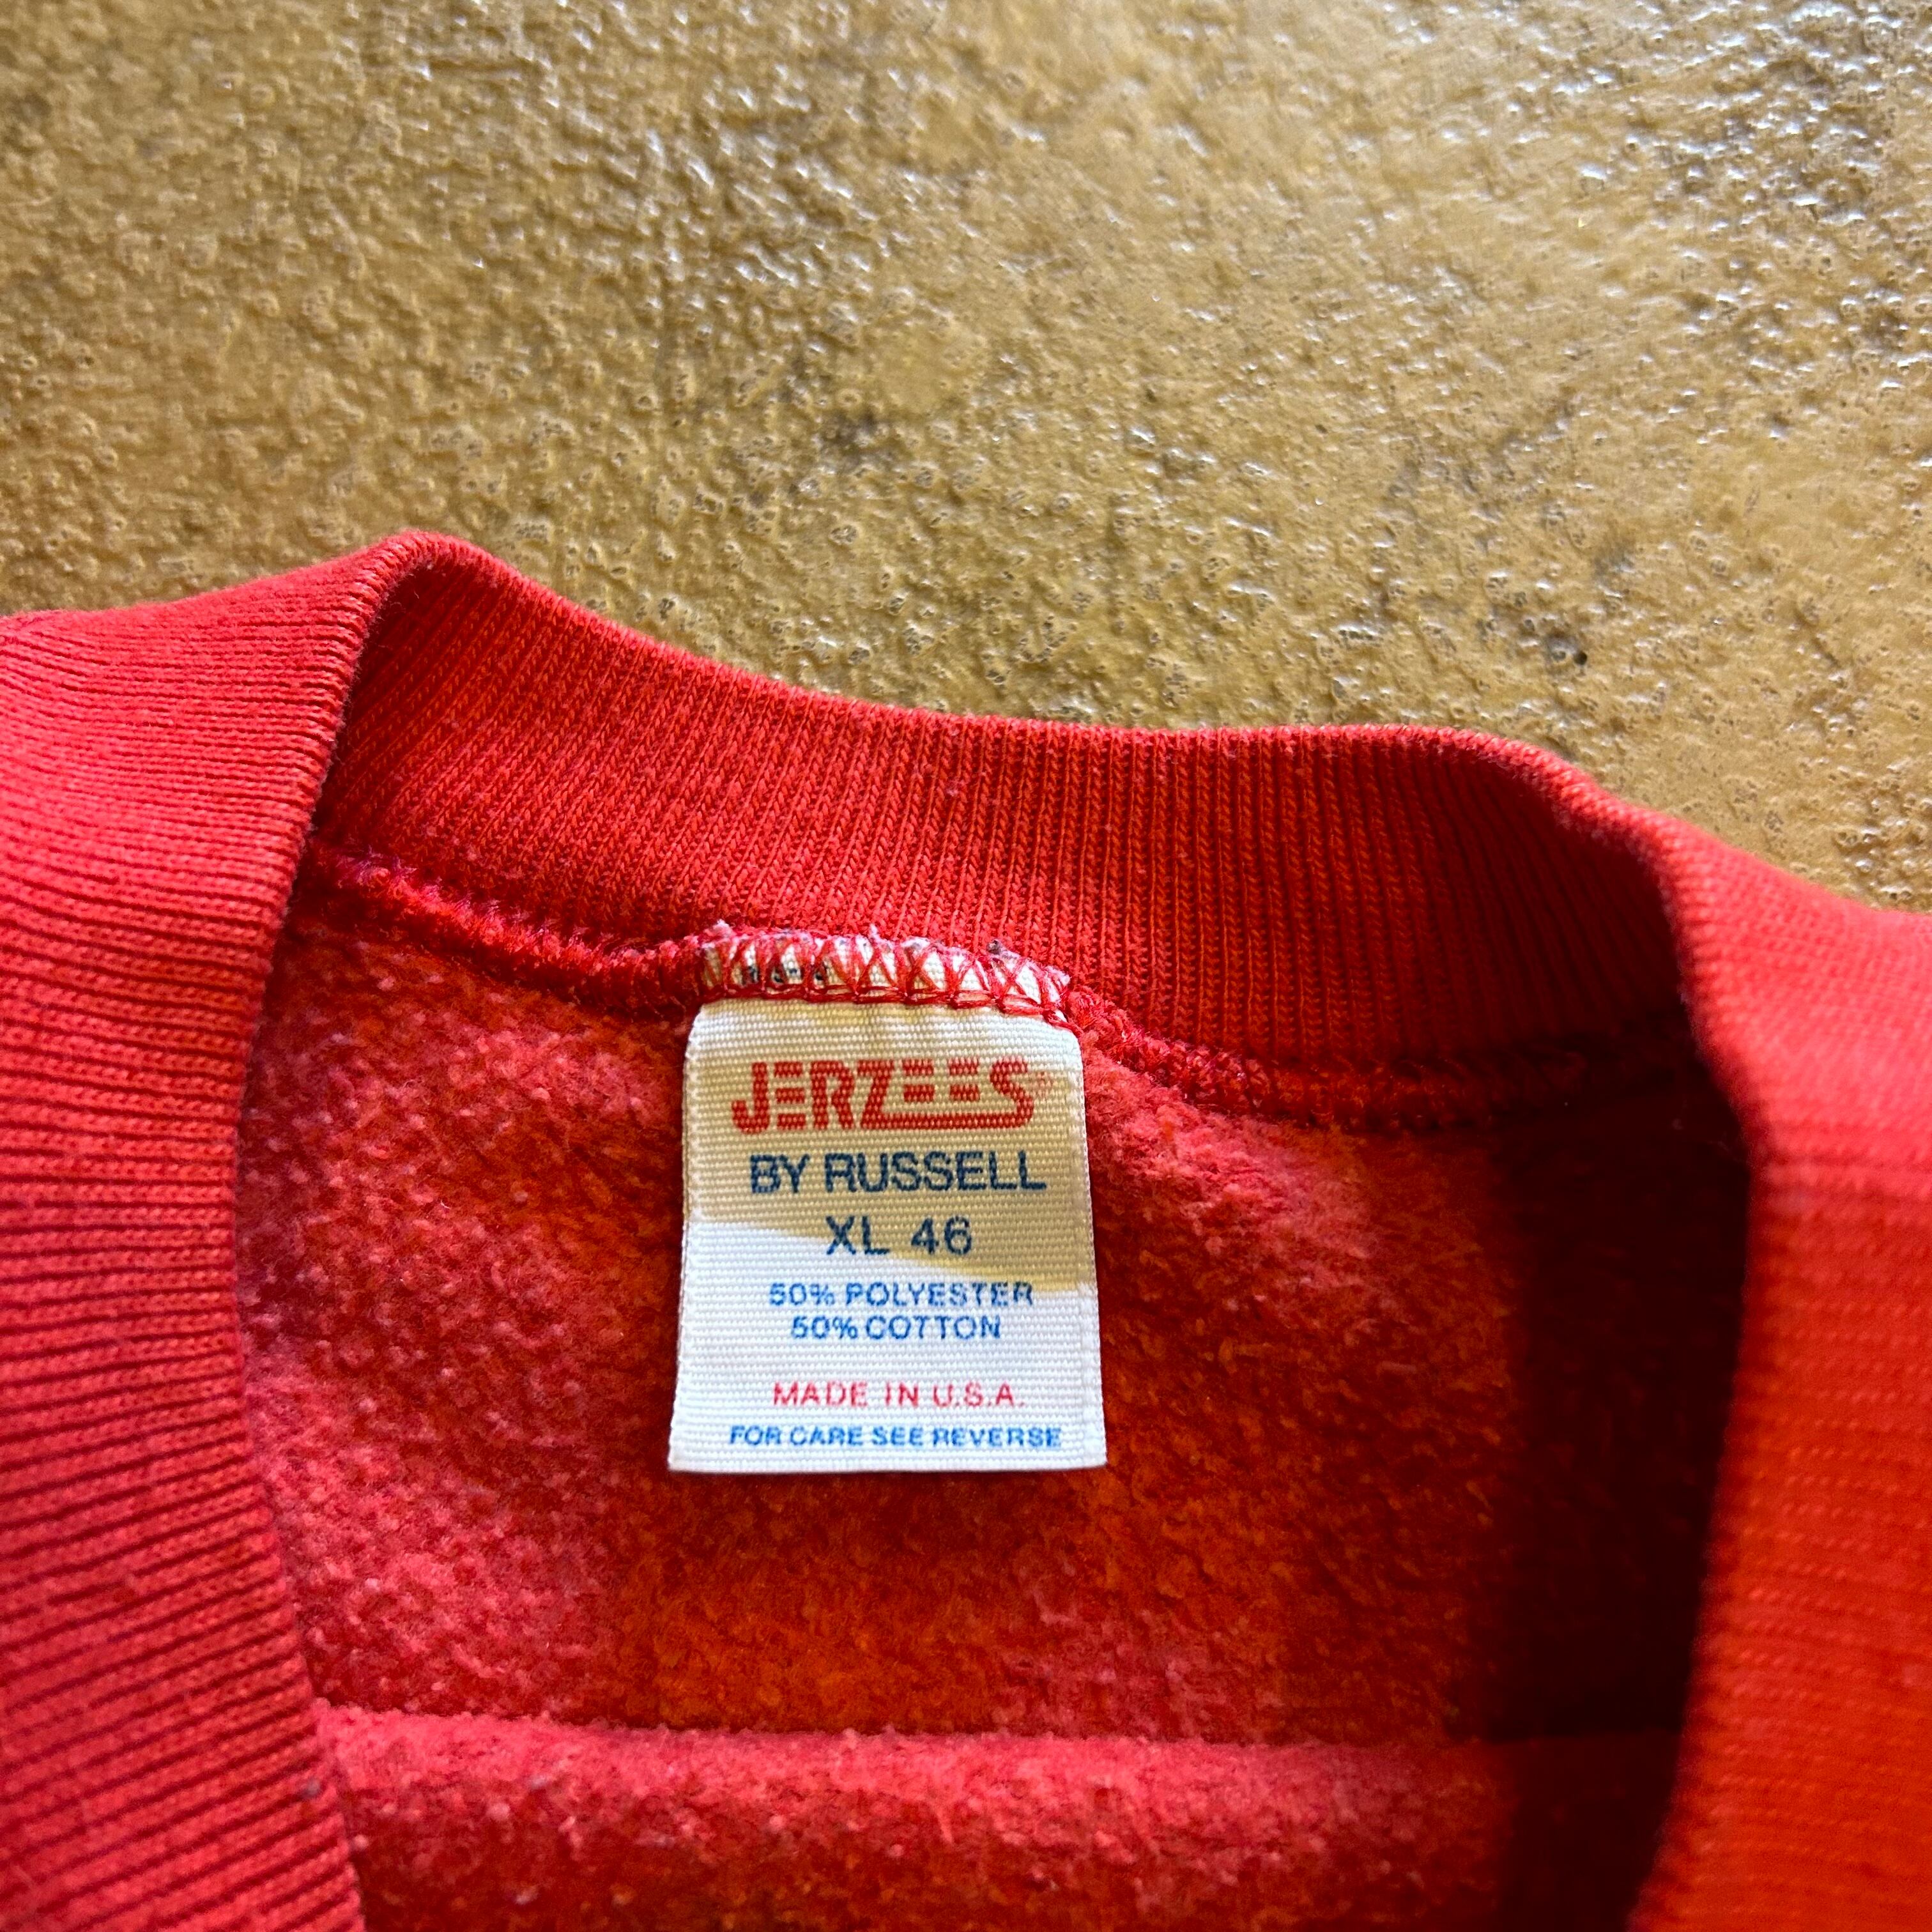 JERZEES®
BY RUSSELL
XL 46
50% POLYESTER
50% COTTON
MADE IN U.S.A.
FOR CARE SEE REVERSE